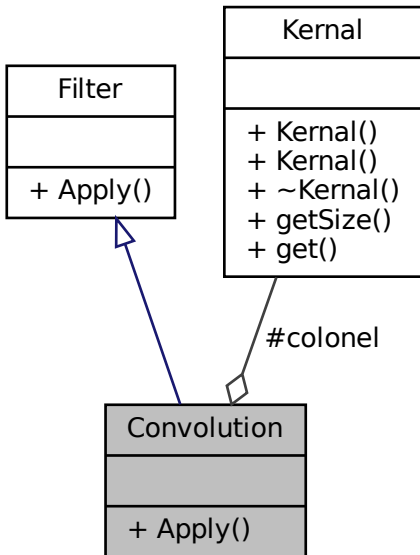 Kernal
+ Kernal()
+ Kernal()
+ ~Kernal()
+ getSize()
+ get()
Filter
+ Apply()
#colonel
Convolution
+ Apply()